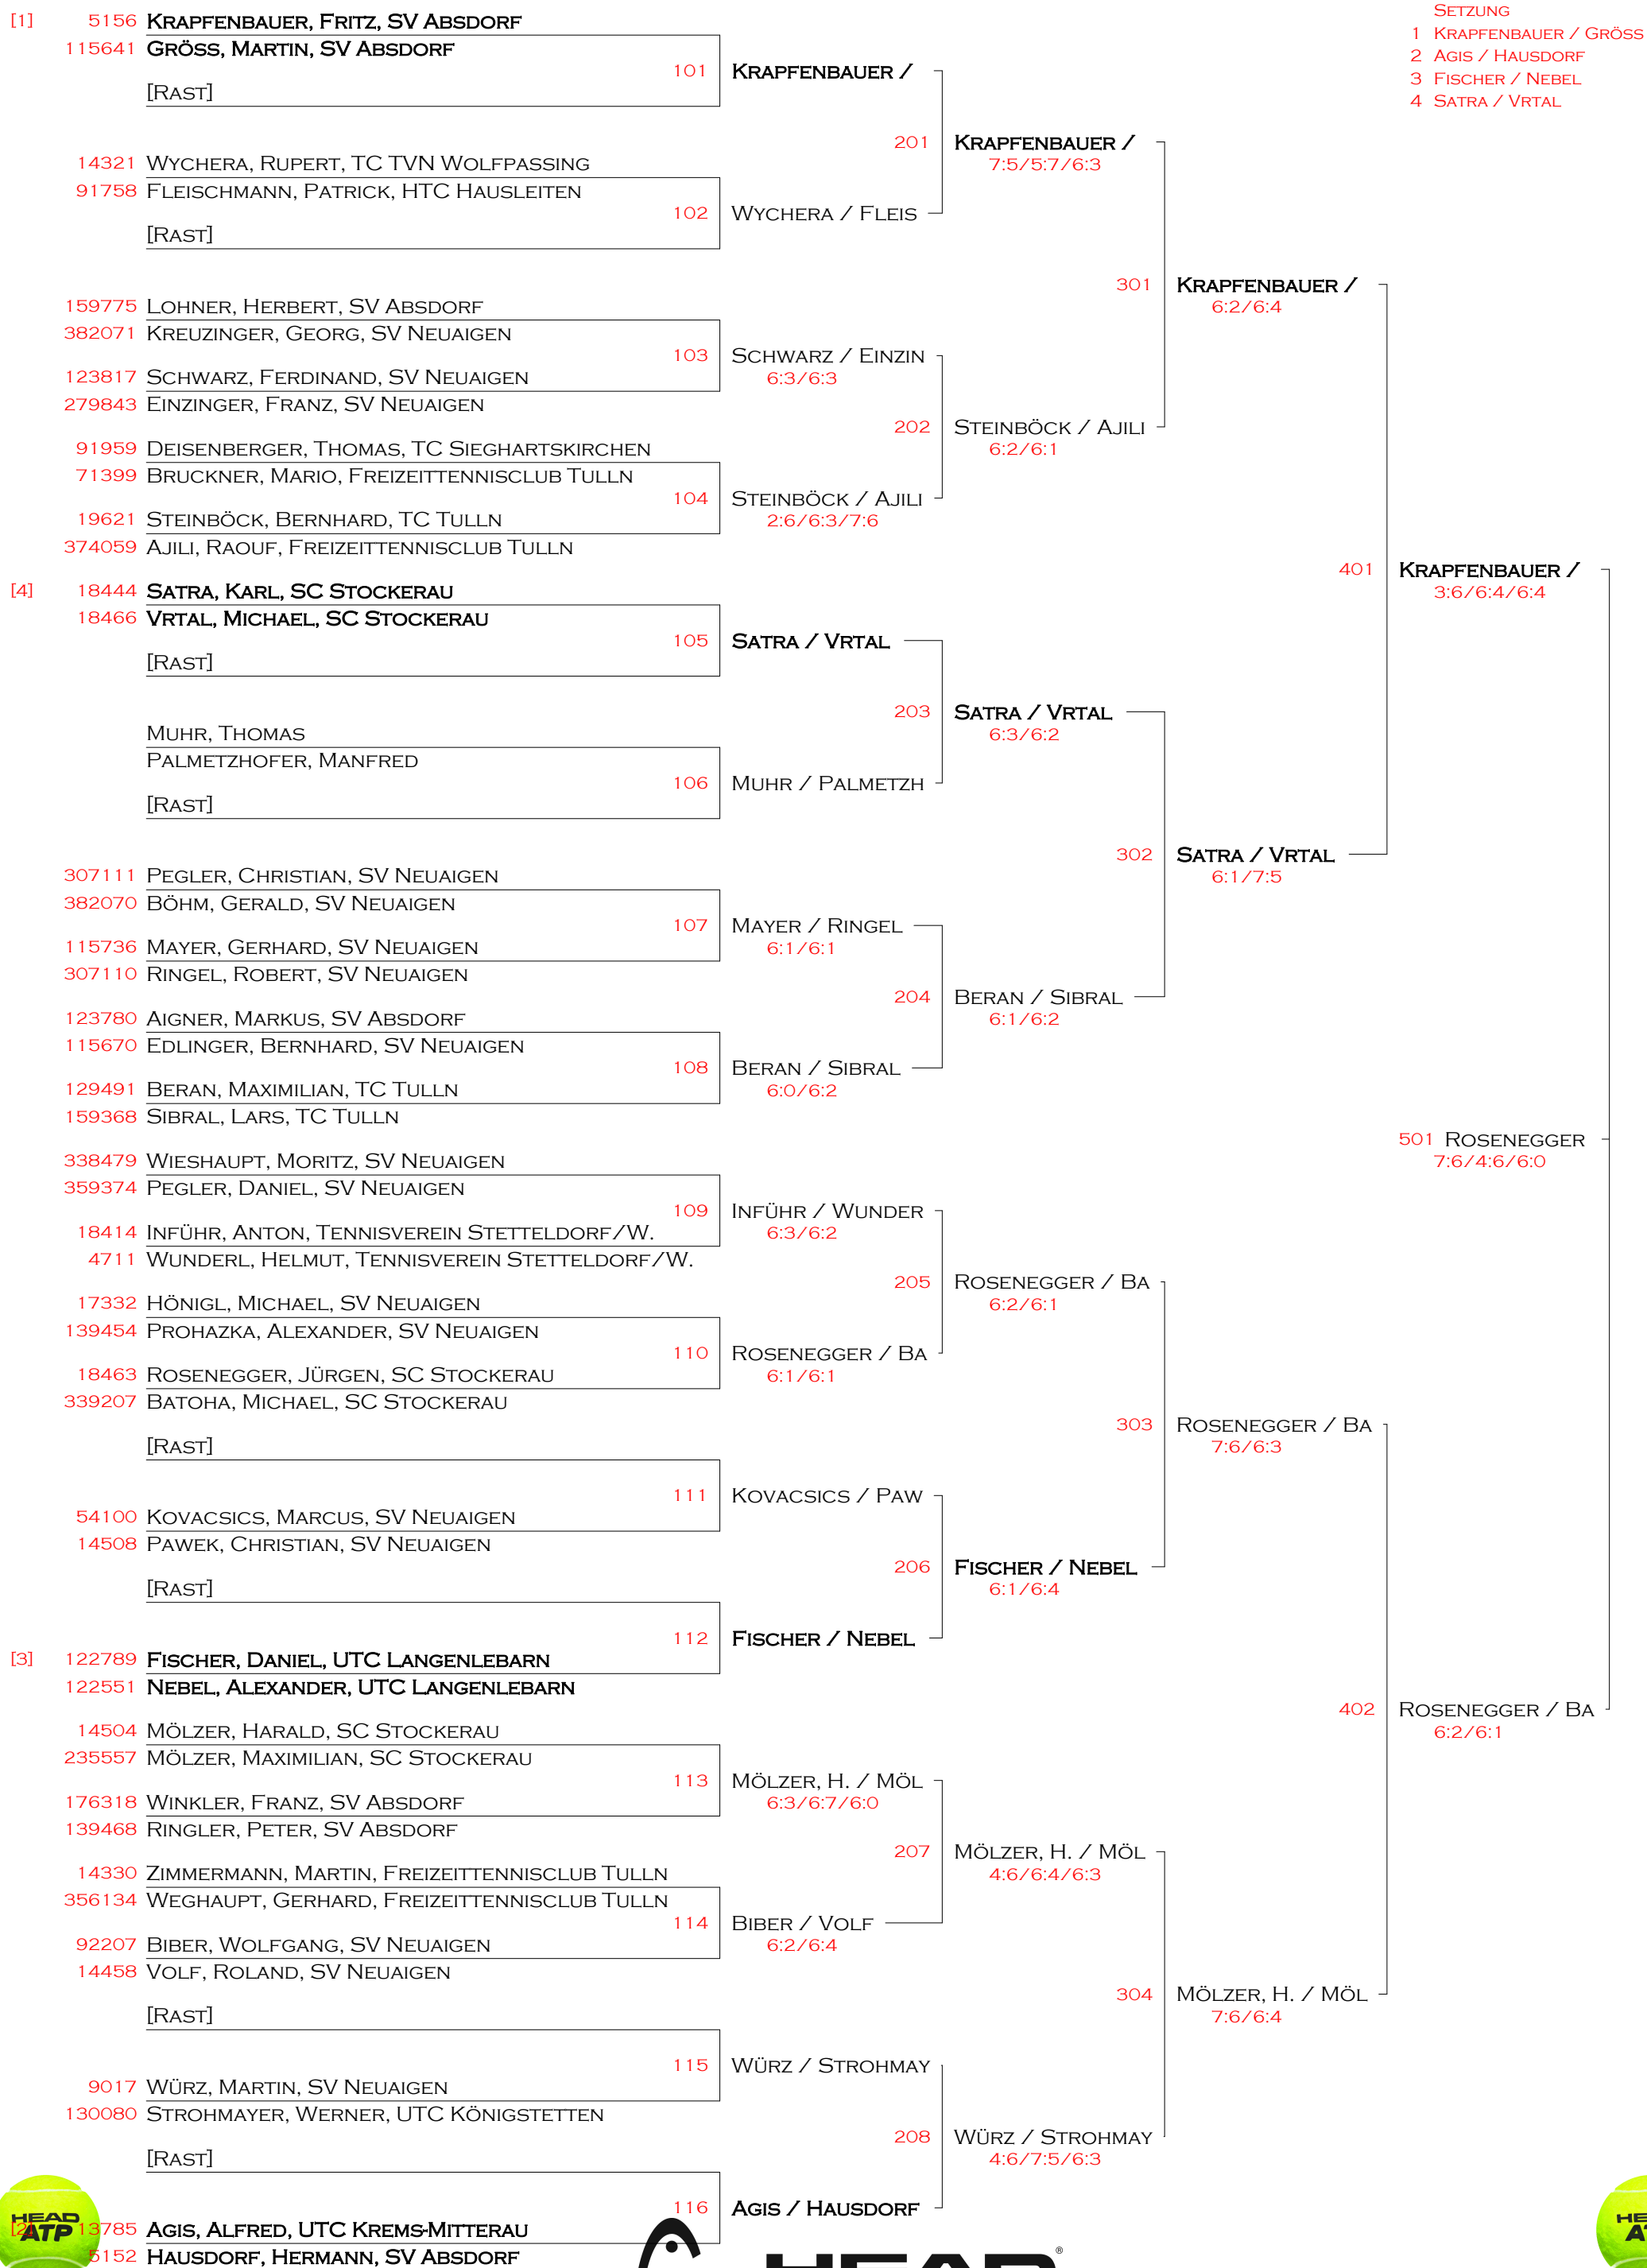 SETZUNG
1 KRAPFENBAUER / GRÖSS
2 AGIS / HAUSDORF
3 FISCHER / NEBEL
4 SATRA / VRTAL
[1] 5156 KRAPFENBAUER, FRITZ, SV ABSDORF
115641 GRÖSS, MARTIN, SV ABSDORF
101 KRAPFENBAUER /
[RAST]
201 KRAPFENBAUER /
7:5/5:7/6:3
14321 WYCHERA, RUPERT, TC TVN WOLFPASSING
91758 FLEISCHMANN, PATRICK, HTC HAUSLEITEN
102 WYCHERA / FLEIS
[RAST]
301 KRAPFENBAUER /
6:2/6:4
159775 LOHNER, HERBERT, SV ABSDORF
382071 KREUZINGER, GEORG, SV NEUAIGEN
103 SCHWARZ / EINZIN
6:3/6:3
123817 SCHWARZ, FERDINAND, SV NEUAIGEN
279843 EINZINGER, FRANZ, SV NEUAIGEN
202 STEINBÖCK / AJILI
6:2/6:1
91959 DEISENBERGER, THOMAS, TC SIEGHARTSKIRCHEN
71399 BRUCKNER, MARIO, FREIZEITTENNISCLUB TULLN
104 STEINBÖCK / AJILI
2:6/6:3/7:6
19621 STEINBÖCK, BERNHARD, TC TULLN
374059 AJILI, RAOUF, FREIZEITTENNISCLUB TULLN
401 KRAPFENBAUER /
3:6/6:4/6:4
[4] 18444 SATRA, KARL, SC STOCKERAU
18466 VRTAL, MICHAEL, SC STOCKERAU
105 SATRA / VRTAL
[RAST]
203 SATRA / VRTAL
6:3/6:2
MUHR, THOMAS
PALMETZHOFER, MANFRED
106 MUHR / PALMETZH
[RAST]
302 SATRA / VRTAL
6:1/7:5
307111 PEGLER, CHRISTIAN, SV NEUAIGEN
382070 BÖHM, GERALD, SV NEUAIGEN
107 MAYER / RINGEL
6:1/6:1
115736 MAYER, GERHARD, SV NEUAIGEN
307110 RINGEL, ROBERT, SV NEUAIGEN
204 BERAN / SIBRAL
6:1/6:2
123780 AIGNER, MARKUS, SV ABSDORF
115670 EDLINGER, BERNHARD, SV NEUAIGEN
108 BERAN / SIBRAL
6:0/6:2
129491 BERAN, MAXIMILIAN, TC TULLN
159368 SIBRAL, LARS, TC TULLN
501 ROSENEGGER
7:6/4:6/6:0
338479 WIESHAUPT, MORITZ, SV NEUAIGEN
359374 PEGLER, DANIEL, SV NEUAIGEN
109 INFÜHR / WUNDER
6:3/6:2
18414 INFÜHR, ANTON, TENNISVEREIN STETTELDORF/W.
4711 WUNDERL, HELMUT, TENNISVEREIN STETTELDORF/W.
205 ROSENEGGER / BA
6:2/6:1
17332 HÖNIGL, MICHAEL, SV NEUAIGEN
139454 PROHAZKA, ALEXANDER, SV NEUAIGEN
110 ROSENEGGER / BA
6:1/6:1
18463 ROSENEGGER, JÜRGEN, SC STOCKERAU
339207 BATOHA, MICHAEL, SC STOCKERAU
303 ROSENEGGER / BA
7:6/6:3
[RAST]
111 KOVACSICS / PAW
54100 KOVACSICS, MARCUS, SV NEUAIGEN
14508 PAWEK, CHRISTIAN, SV NEUAIGEN
206 FISCHER / NEBEL
6:1/6:4
[RAST]
112 FISCHER / NEBEL
[3] 122789 FISCHER, DANIEL, UTC LANGENLEBARN
122551 NEBEL, ALEXANDER, UTC LANGENLEBARN
402 ROSENEGGER / BA
6:2/6:1
14504 MÖLZER, HARALD, SC STOCKERAU
235557 MÖLZER, MAXIMILIAN, SC STOCKERAU
113 MÖLZER, H. / MÖL
6:3/6:7/6:0
176318 WINKLER, FRANZ, SV ABSDORF
139468 RINGLER, PETER, SV ABSDORF
207 MÖLZER, H. / MÖL
4:6/6:4/6:3
14330 ZIMMERMANN, MARTIN, FREIZEITTENNISCLUB TULLN
356134 WEGHAUPT, GERHARD, FREIZEITTENNISCLUB TULLN
114 BIBER / VOLF
6:2/6:4
92207 BIBER, WOLFGANG, SV NEUAIGEN
14458 VOLF, ROLAND, SV NEUAIGEN
304 MÖLZER, H. / MÖL
7:6/6:4
[RAST]
115 WÜRZ / STROHMAY
9017 WÜRZ, MARTIN, SV NEUAIGEN
130080 STROHMAYER, WERNER, UTC KÖNIGSTETTEN
208 WÜRZ / STROHMAY
4:6/7:5/6:3
[RAST]
116 AGIS / HAUSDORF
[2] 13785 AGIS, ALFRED, UTC KREMS-MITTERAU
5152 HAUSDORF, HERMANN, SV ABSDORF
HEAD
ATP
HEAD®